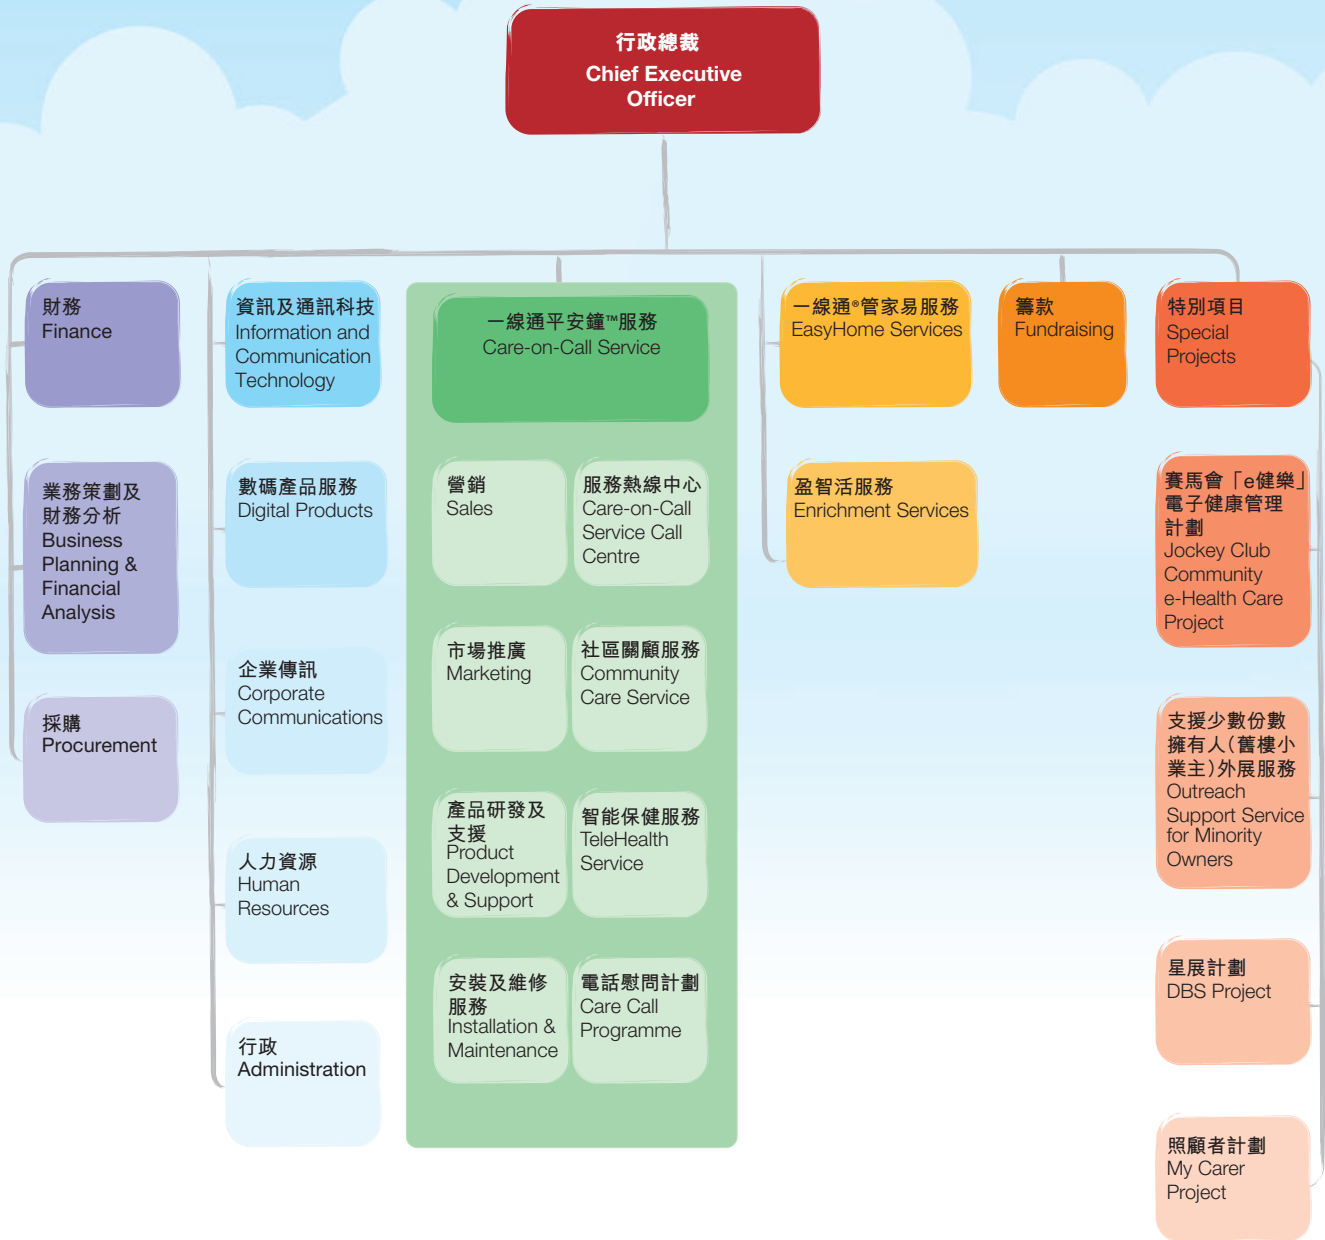 行政總裁
Chief Executive
Officer
財務
Finance
業務策劃及
財務分析
Business
Planning &
Financial
Analysis
採購
Procurement
資訊及通訊科技
Information and
Communication
Technology
數碼產品服務
Digital Products
企業傳訊
Corporate
Communications
人力資源
Human
Resources
行政
Administration
一線通平安鐘™服務
Care-on-Call Service
營銷
Sales
服務熱線中心
Care-on-Call
Service Call
Centre
市場推廣
Marketing
社區關顧服務
Community
Care Service
產品研發及
支援
Product
Development
& Support
智能保健服務
TeleHealth
Service
安裝及維修
服務
Installation &
Maintenance
電話慰問計劃
Care Call
Programme
一線通®管家易服務
EasyHome Services
盈智活服務
Enrichment Services
籌款
Fundraising
特別項目
Special
Projects
賽馬會「e健樂」
電子健康管理
計劃
Jockey Club
Community
e-Health Care
Project
支援少數份數
擁有人(舊樓小
業主)外展服務
Outreach
Support Service
for Minority
Owners
星展計劃
DBS Project
照顧者計劃
My Carer
Project